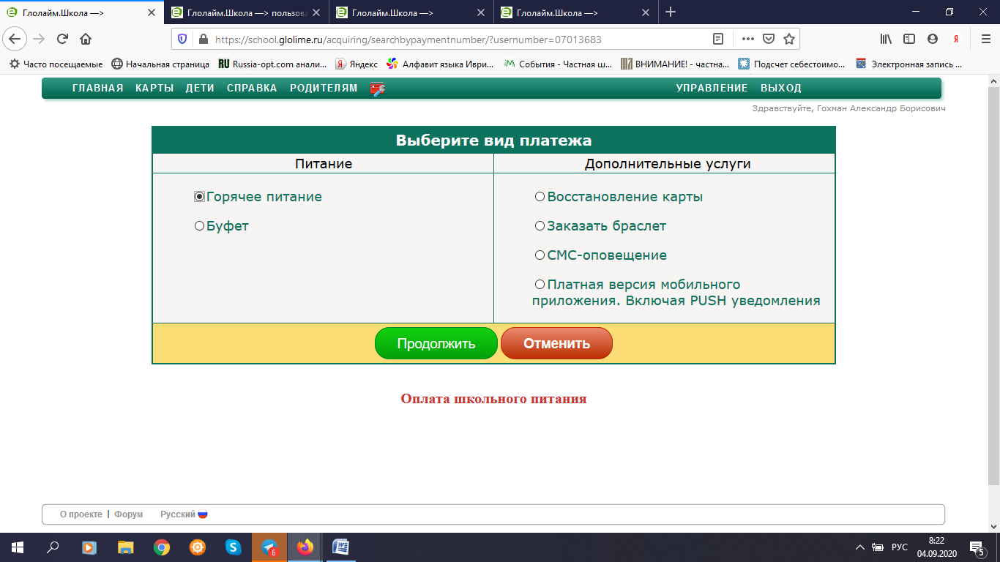 Глолайм.Школа —>
Глолайм.Школа —> пользова
Глолайм.Школа —>
Глолайм.Школа —>
https://school.glolime.ru/acquiring/searchbypaymentnumber/?usernumber=07013683
Часто посещаемые
Начальная страница
RU Russia-opt.com анали...
Яндекс
Алфавит языка Иври...
События - Частная ш...
ВНИМАНИЕ! - частна...
Подсчет себестоимо...
Электронная запись ...
ГЛАВНАЯ КАРТЫ ДЕТИ СПРАВКА РОДИТЕЛЯМ УПРАВЛЕНИЕ ВЫХОД
Здравствуйте, Гохман Александр Борисович
Выберите вид платежа
Питание
Дополнительные услуги
Горячее питание
Буфет
Восстановление карты
Заказать браслет
СМС-оповещение
Платная версия мобильного
приложения. Включая PUSH уведомления
Продолжить
Отменить
Оплата школьного питания
О проекте | Форум Русский
6
РУС
8:22
04.09.2020
5